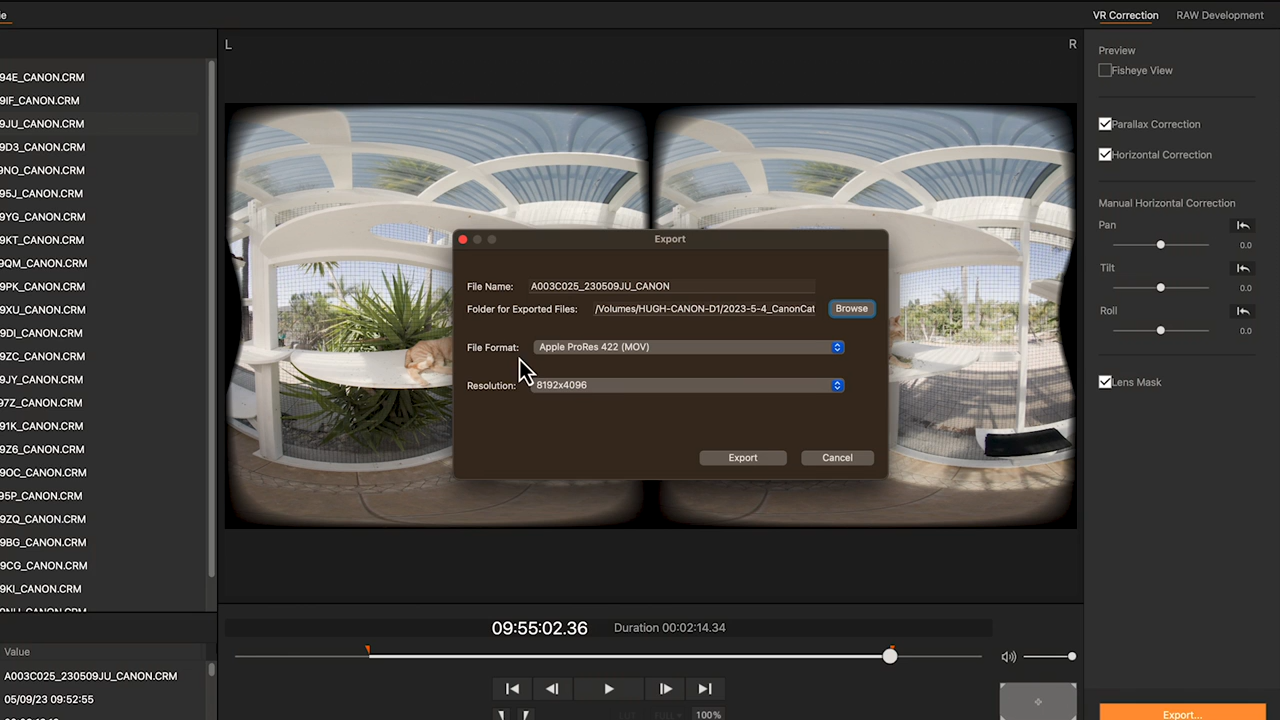 VR Correction
RAW Development
L
R
94E_CANON.CRM
9IF_CANON.CRM
9JU_CANON.CRM
9D3_CANON.CRM
9NO_CANON.CRM
95J_CANON.CRM
9YG_CANON.CRM
9KT_CANON.CRM
9QM_CANON.CRM
9PK_CANON.CRM
9XU_CANON.CRM
9DI_CANON.CRM
9ZC_CANON.CRM
9JY_CANON.CRM
97Z_CANON.CRM
91K_CANON.CRM
9Z6_CANON.CRM
9OC_CANON.CRM
95P_CANON.CRM
9ZQ_CANON.CRM
9BG_CANON.CRM
9CG_CANON.CRM
9KI_CANON.CRM
Value
A003C025_230509JU_CANON.CRM
05/09/23 09:52:55
Export
File Name: A003C025_230509JU_CANON
Folder for Exported Files: /Volumes/HUGH-CANON-D1/2023-5-4_CanonCat
Browse
File Format: Apple ProRes 422 (MOV)
Resolution: 8192x4096
Export
Cancel
09:55:02.36
Duration 00:02:14.34
CUT
FULL
100%
Preview
Fisheye View
Parallax Correction
Horizontal Correction
Manual Horizontal Correction
Pan
0.0
Tilt
0.0
Roll
0.0
Lens Mask
Export...